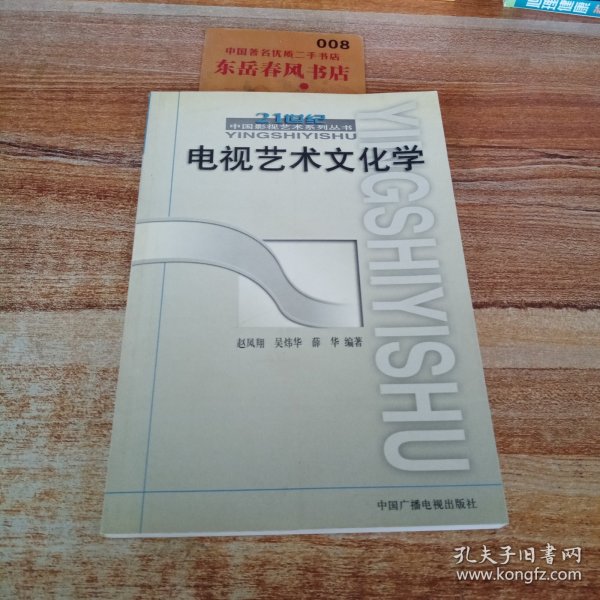 008
中国著名优质二手书店
东岳春风书店
21世纪
中国影视艺术系列丛书
YINGSHIYISHU
电视艺术文化学
YINGSHIYISHU
赵凤翔 吴炜华 薛 华 编著
中国广播电视出版社
孔夫子旧书网
www.kongfz.com